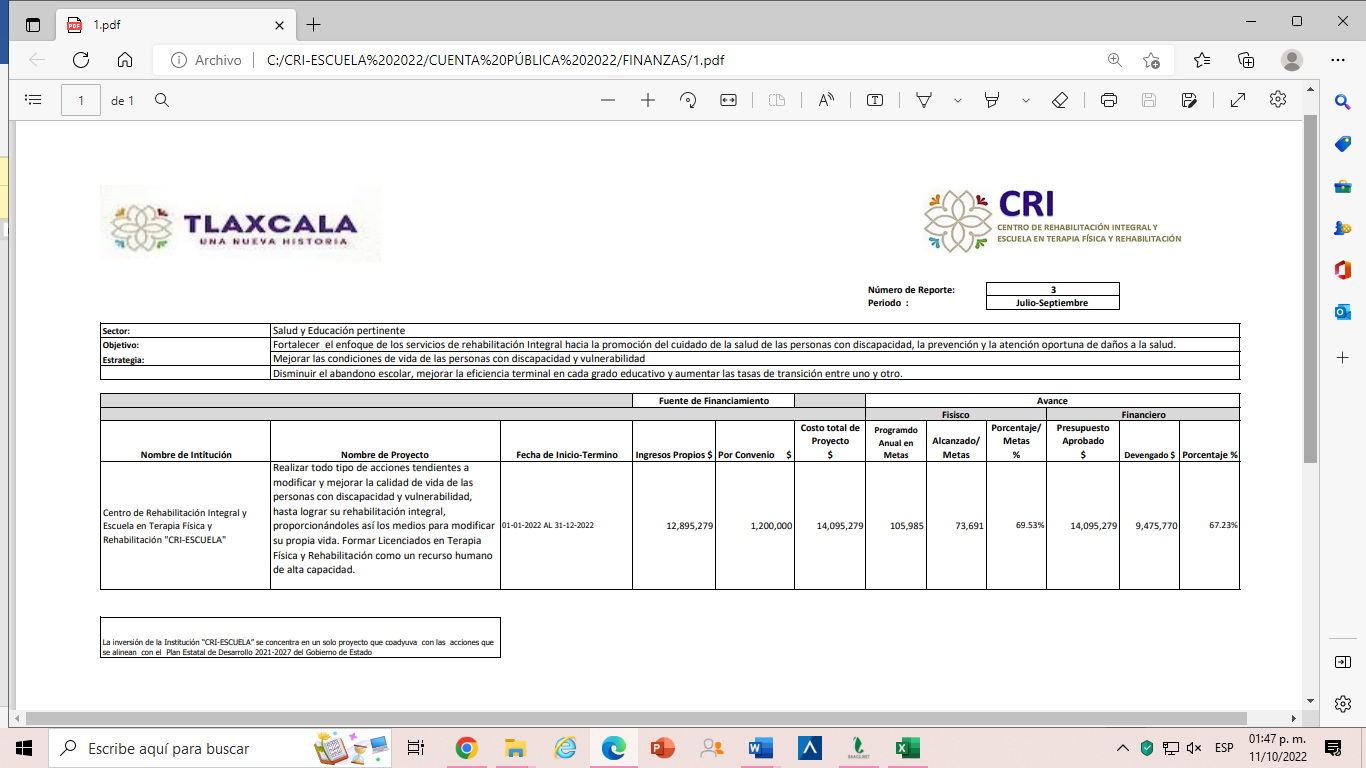 1.pdf
Archivo
C:/CRI-ESCUELA%202022/CUENTA%20PÚBLICA%202022/FINANZAS/1.pdf
1
de 1
TLAXCALA
UNA NUEVA HISTORIA
CRI
CENTRO DE REHABILITACIÓN INTEGRAL Y
ESCUELA EN TERAPIA FÍSICA Y REHABILITACIÓN
Número de Reporte: 3
Periodo : Julio-Septiembre
Sector: Salud y Educación pertinente
Objetivo: Fortalecer el enfoque de los servicios de rehabilitación Integral hacia la promoción del cuidado de la salud de las personas con discapacidad, la prevención y la atención oportuna de daños a la salud.
Estrategia: Mejorar las condiciones de vida de las personas con discapacidad y vulnerabilidad
Disminuir el abandono escolar, mejorar la eficiencia terminal en cada grado educativo y aumentar las tasas de transición entre uno y otro.
Fuente de Financiamiento
Avance
Fisisco
Financiero
Nombre de Intitución
Nombre de Proyecto
Fecha de Inicio-Termino
Ingresos Propios $
Por Convenio $
Costo total de
Proyecto
$
Programdo
Anual en
Metas
Alcanzado/
Metas
Porcentaje/
Metas
%
Presupuesto
Aprobado
$
Devengado $
Porcentaje %
Centro de Rehabilitación Integral y
Escuela en Terapia Física y
Rehabilitación "CRI-ESCUELA"
Realizar todo tipo de acciones tendientes a
modificar y mejorar la calidad de vida de las
personas con discapacidad y vulnerabilidad,
hasta lograr su rehabilitación integral,
proporcionándoles así los medios para modificar
su propia vida. Formar Licenciados en Terapia
Física y Rehabilitación como un recurso humano
de alta capacidad.
01-01-2022 AL 31-12-2022
12,895,279
1,200,000
14,095,279
105,985
73,691
69.53%
14,095,279
9,475,770
67.23%
La inversión de la Institución "CRI-ESCUELA" se concentra en un solo proyecto que coadyuva con las acciones que
se alinean con el Plan Estatal de Desarrollo 2021-2027 del Gobierno de Estado
Escribe aquí para buscar
ESP
01:47 p. m.
11/10/2022